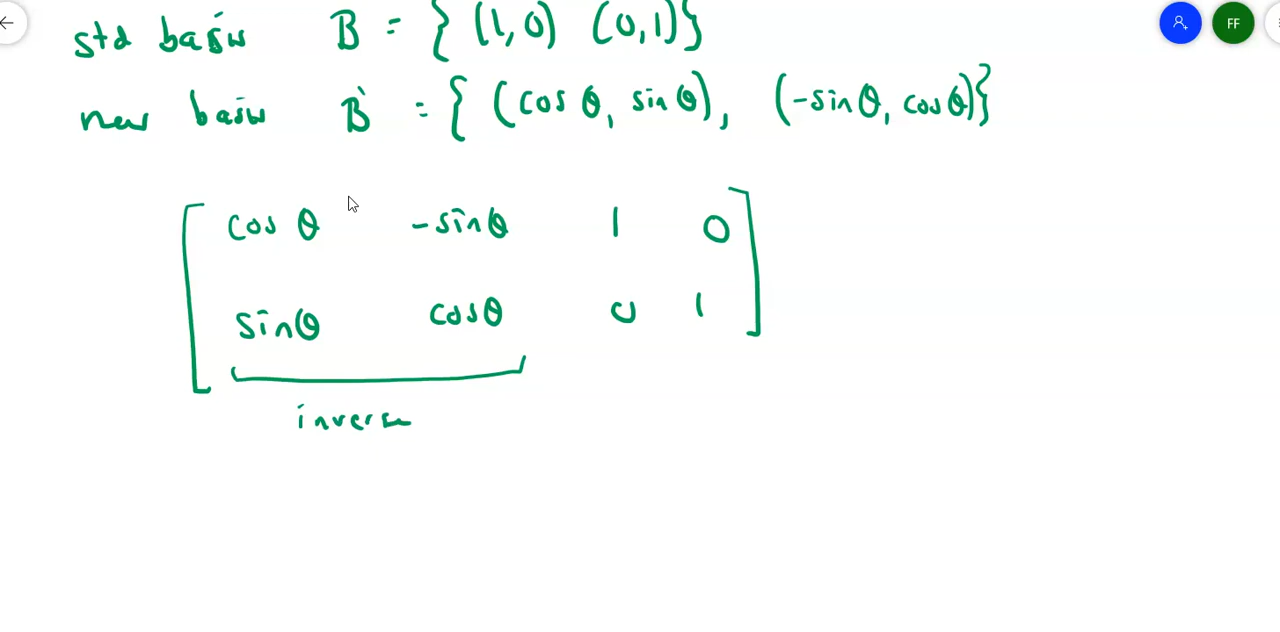 std basis B = { (1,0) (0,1)}
new basis B' = { (cos θ, sin θ), (-sin θ, cos θ)}
cos θ -sin θ 1 0
sin θ cos θ 0 1
inverse
FF